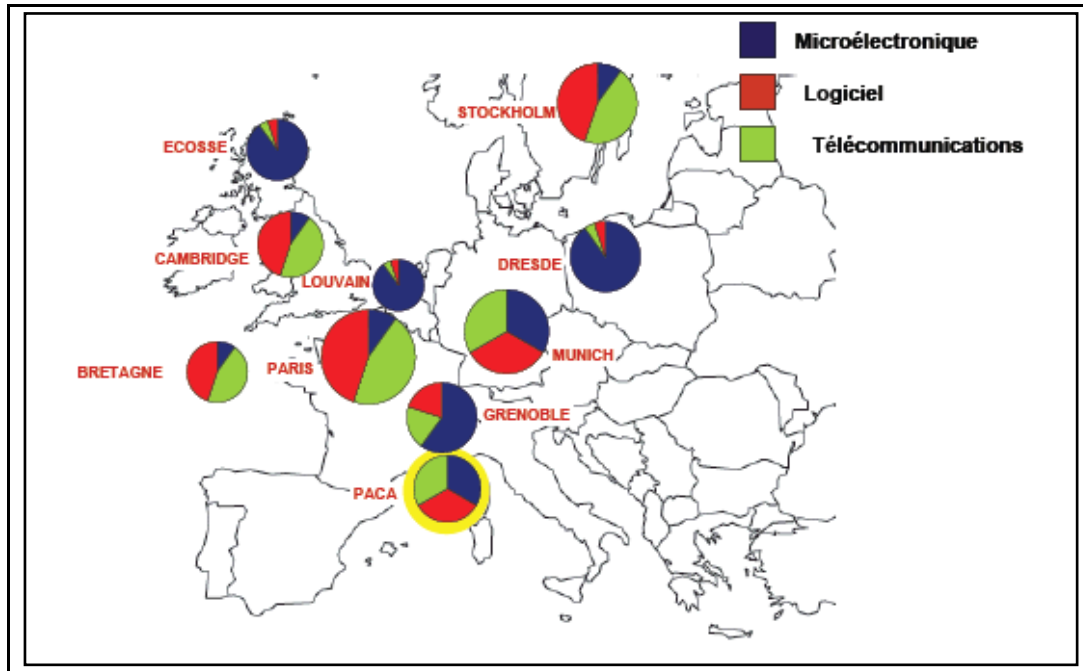 Microélectronique
Logiciel
Télécommunications
STOCKHOLM
ECOSSE
CAMBRIDGE
LOUVAIN
DRESDE
BRETAGNE
PARIS
MUNICH
GRENOBLE
PACA